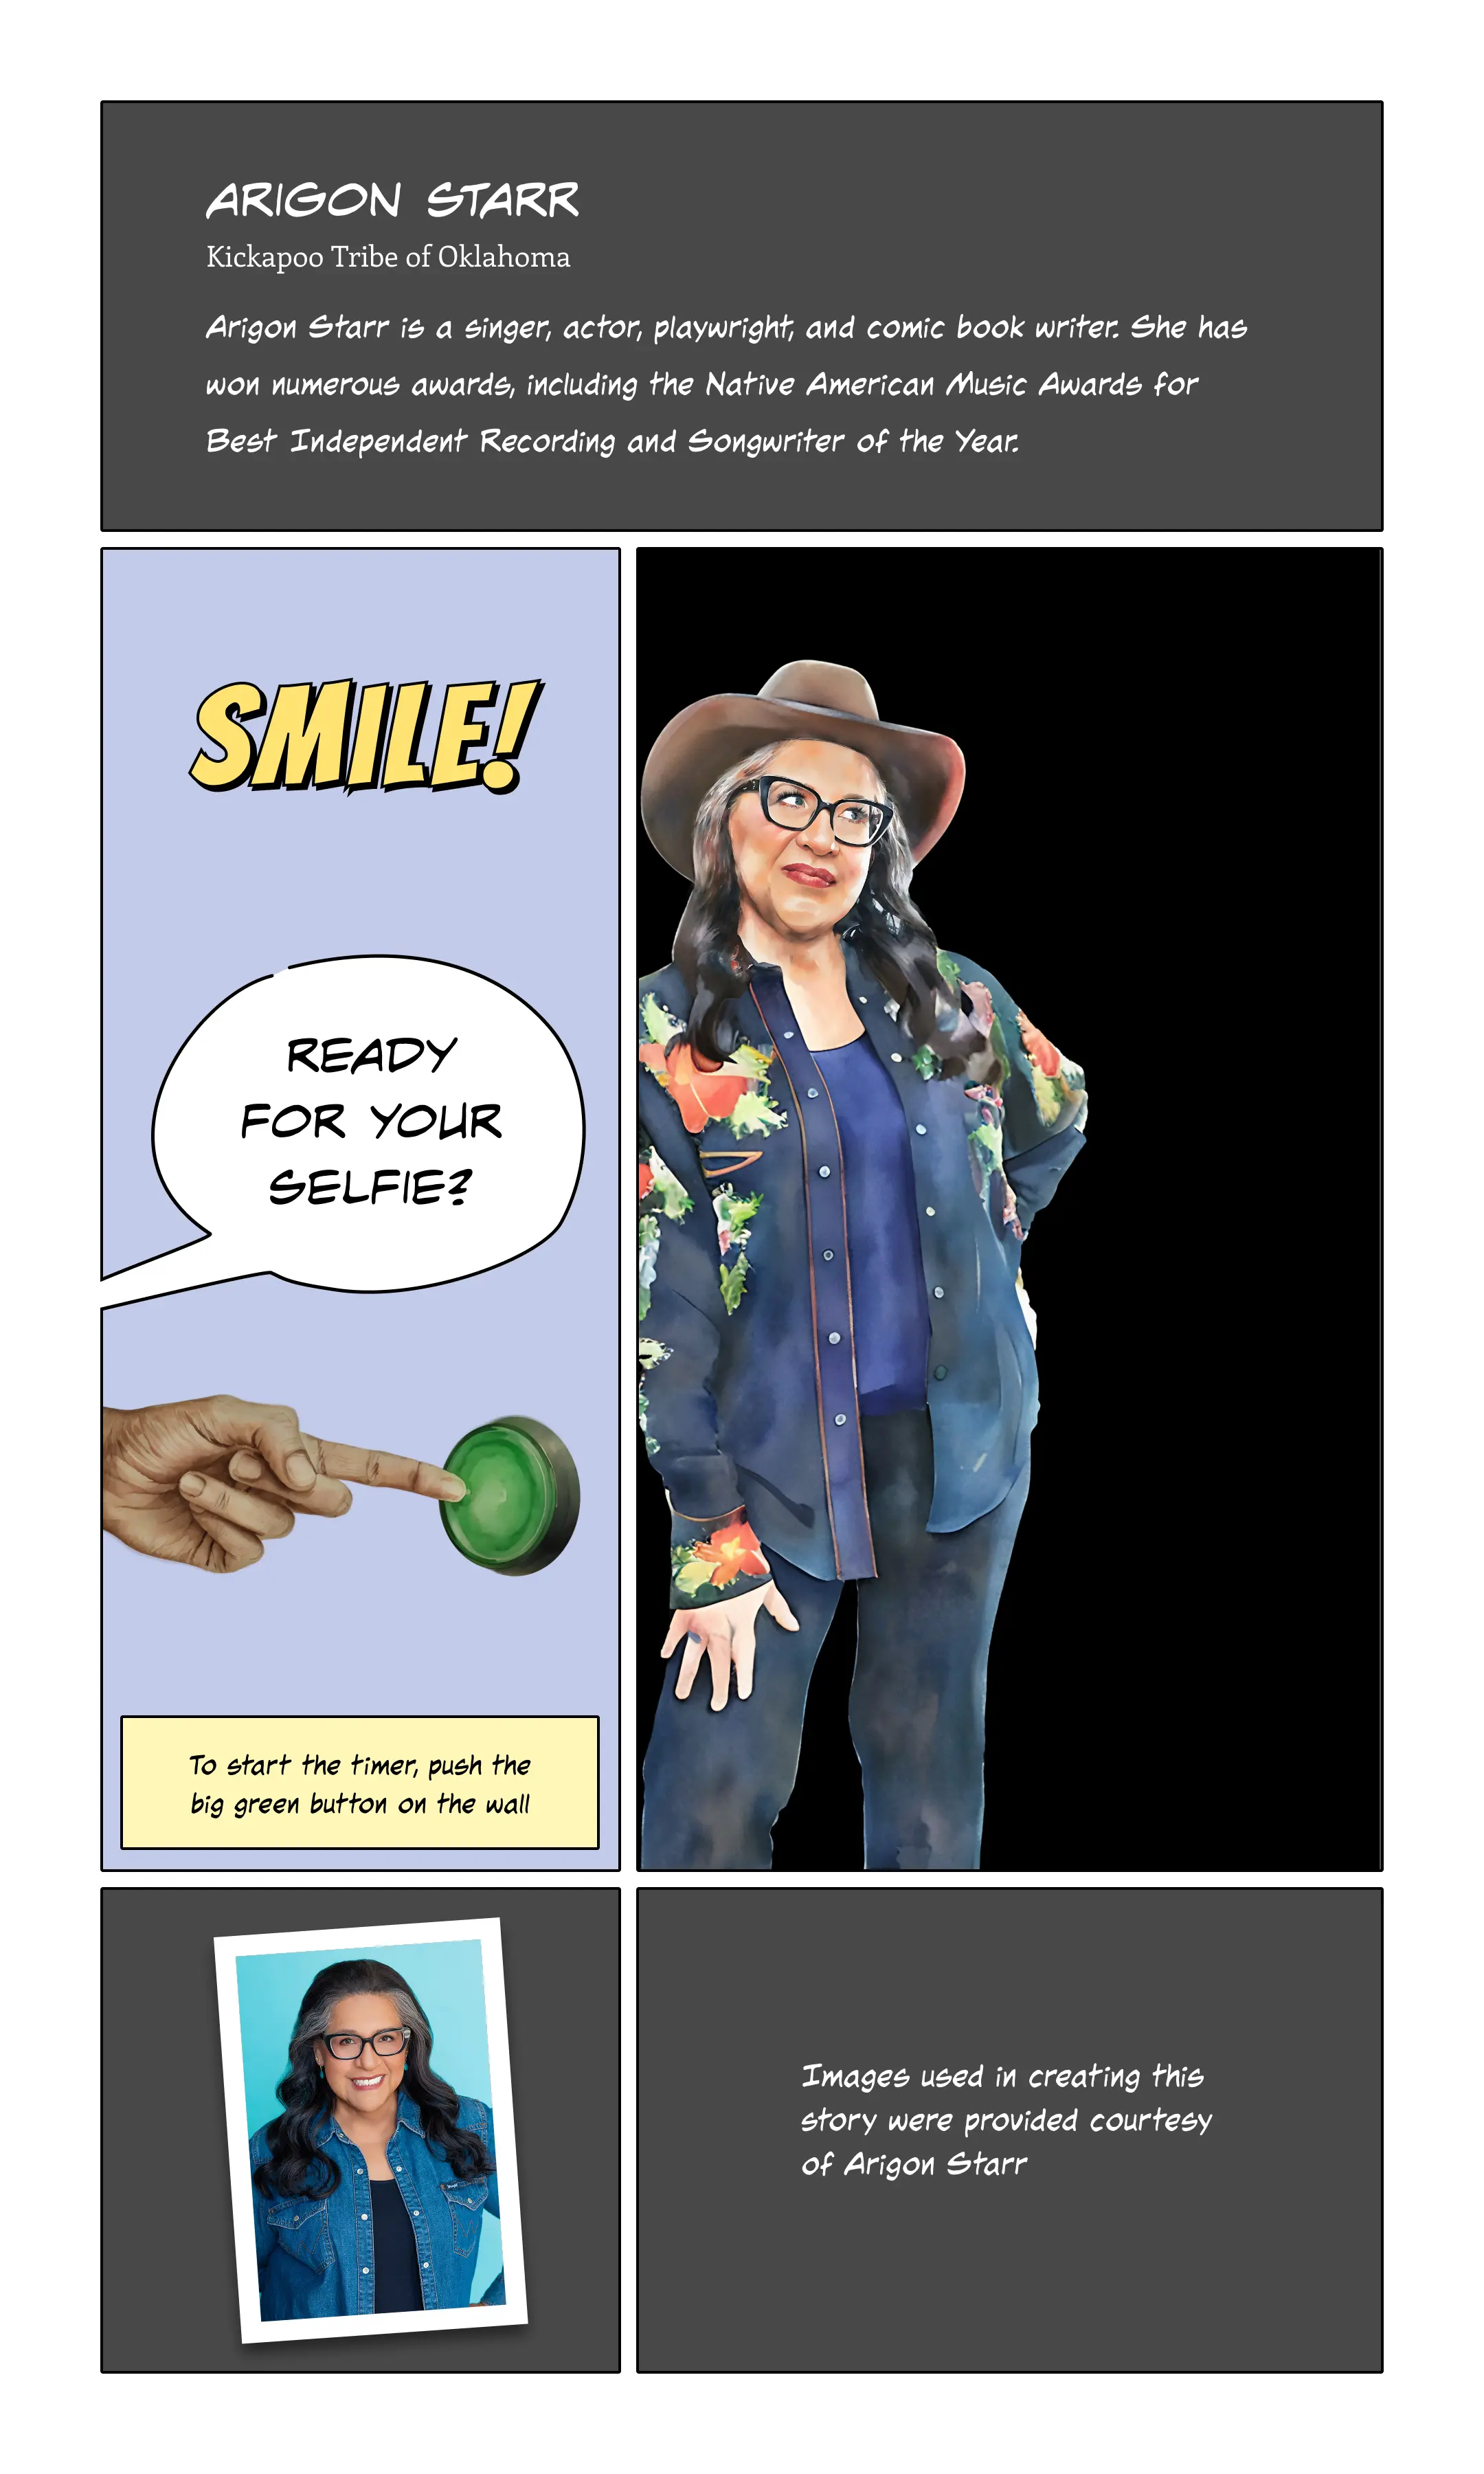 ARIGON STARR
Kickapoo Tribe of Oklahoma
Arigon Starr is a singer, actor, playwright, and comic book writer. She has
won numerous awards, including the Native American Music Awards for
Best Independent Recording and Songwriter of the Year.
SMILE!
READY
FOR YOUR
SELFIE?
To start the timer, push the
big green button on the wall
Images used in creating this
story were provided courtesy
of Arigon Starr